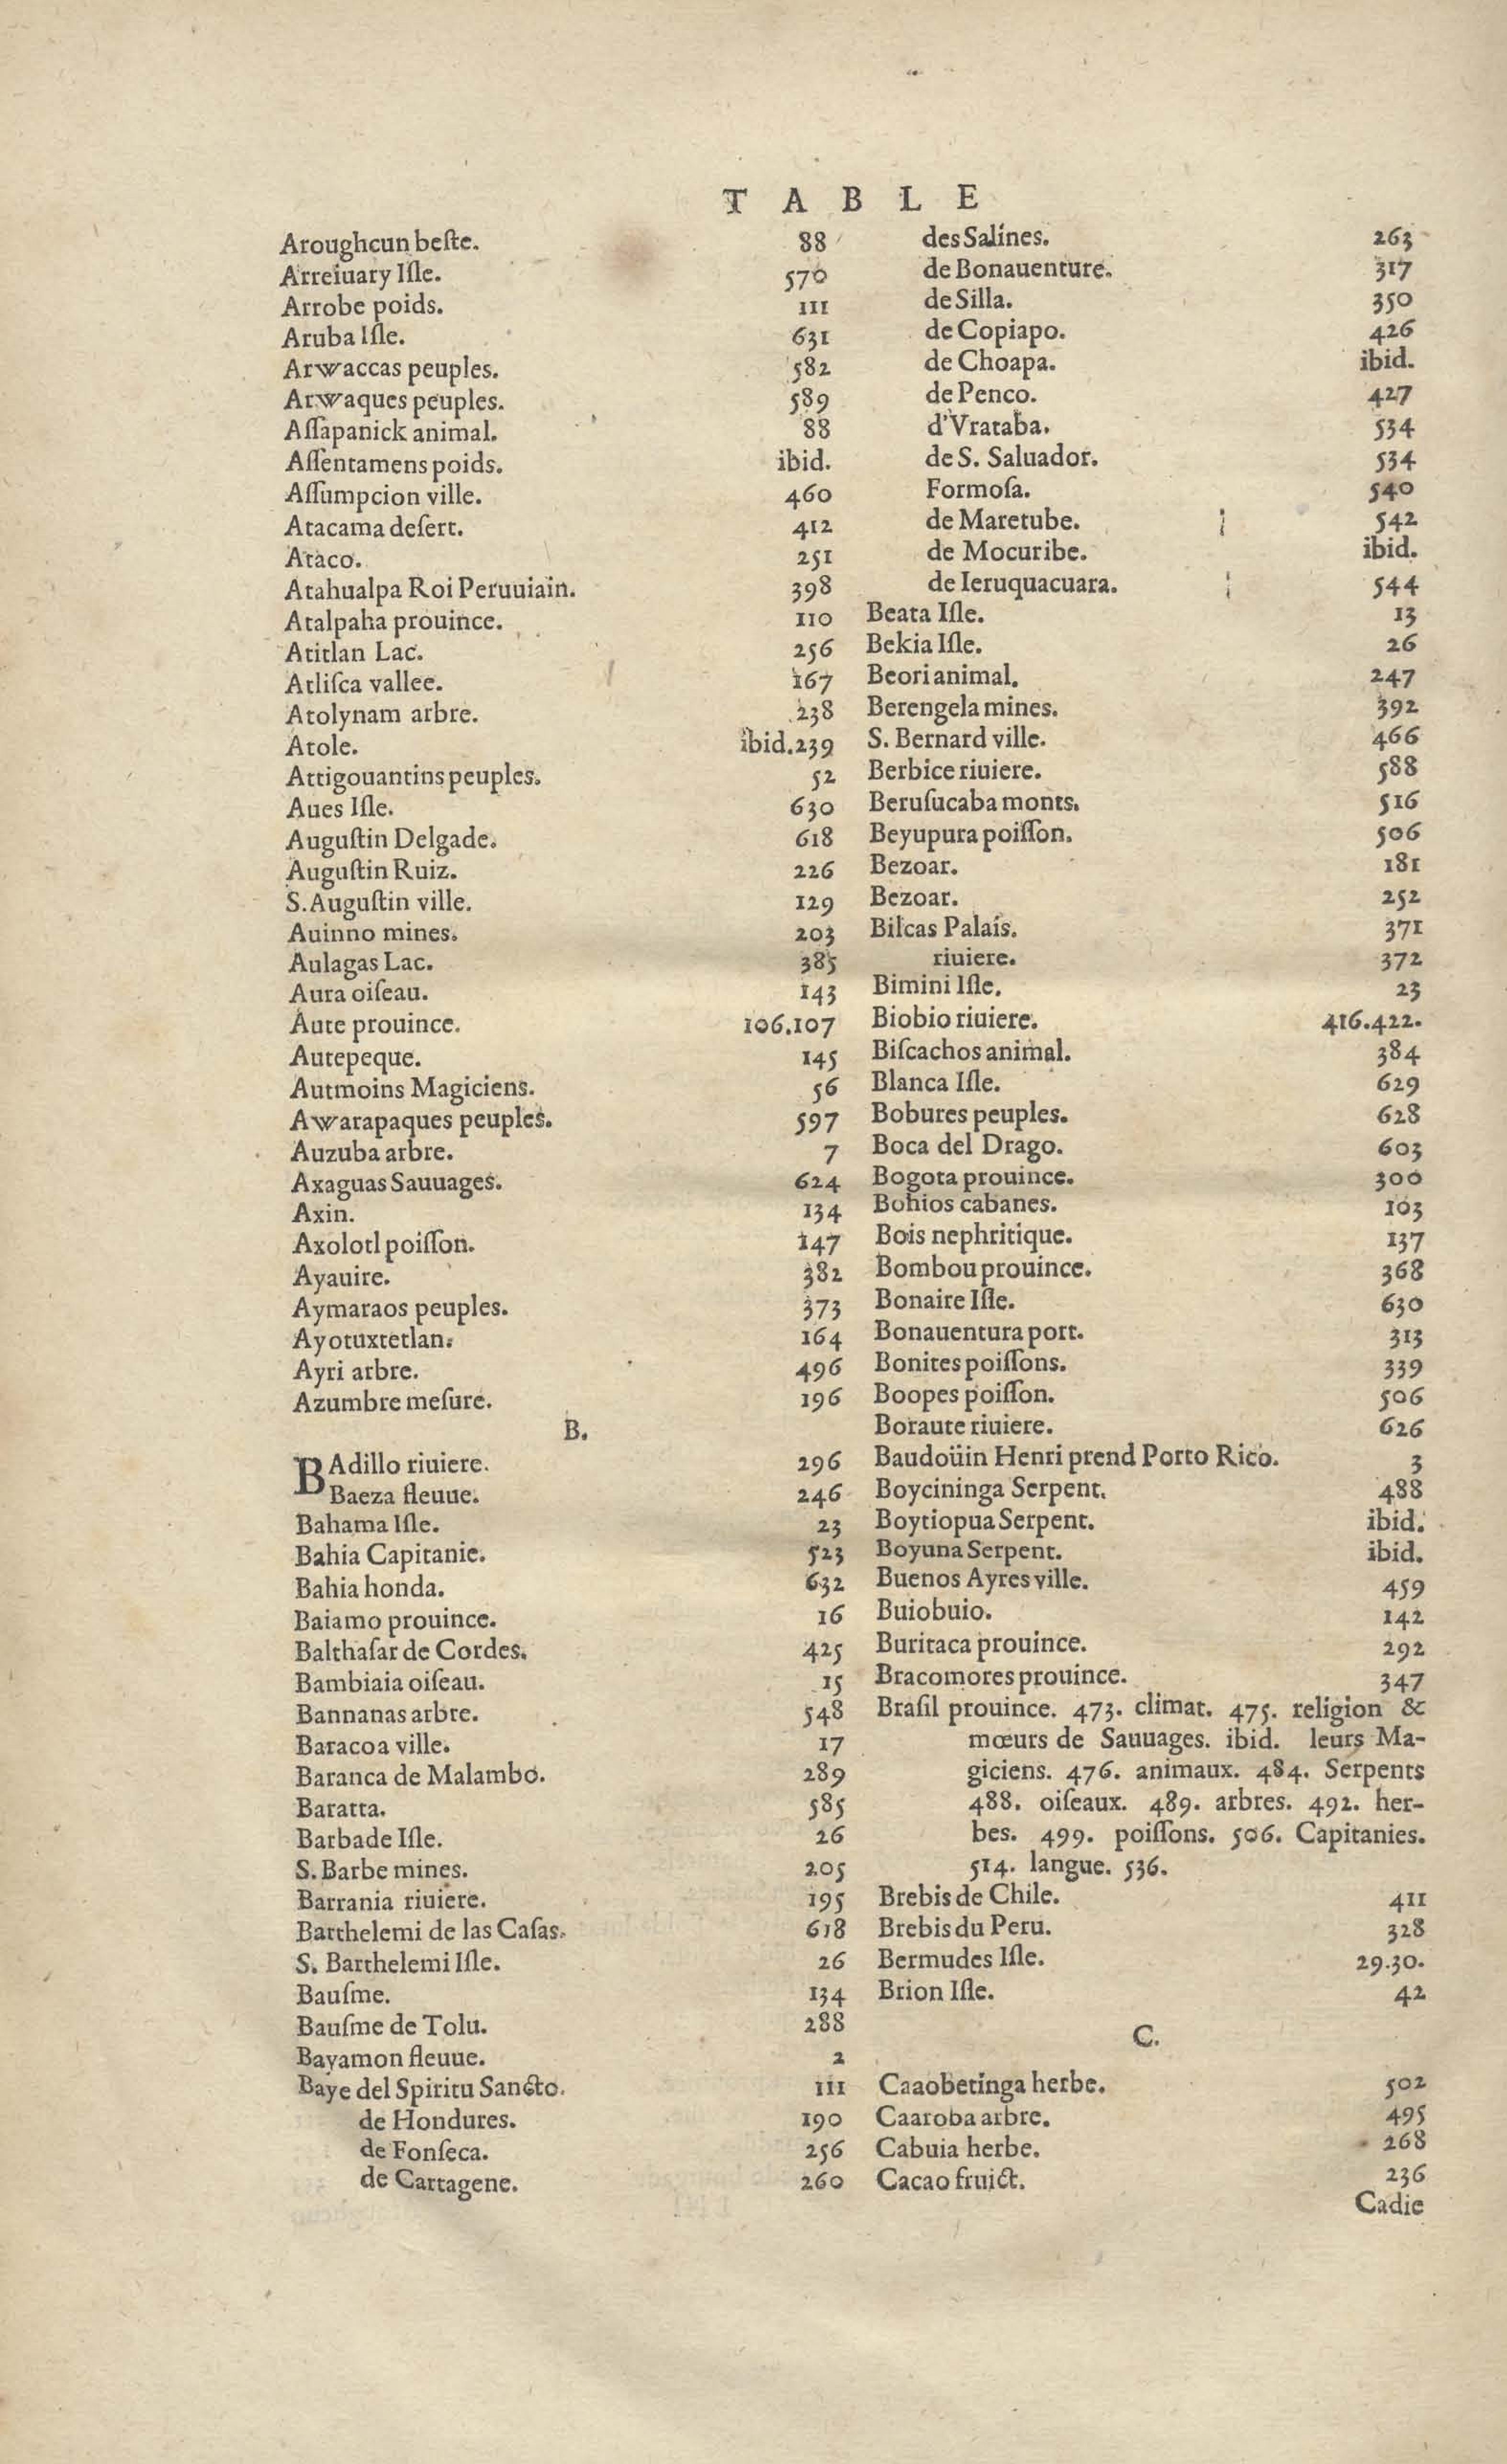 TABLE
Aroughcun beſte. 88
Arreiuary Iſle. 570
Arrobe poids. 111
Aruba Iſle. 631
Arwaccas peuples. 582
Arwaques peuples. 589
Aſſapanick animal. 88
Aſſentamens poids. ibid.
Aſſumpcion ville. 460
Atacama deſert. 412
Ataco. 251
Atahualpa Roi Peruuiain. 398
Atalpaha prouince. 110
Atitlan Lac. 256
Atliſca vallee. 167
Atolynam arbre. 238
Atole. ibid. 239
Attigouantins peuples. 52
Aues Iſle. 630
Auguſtin Delgade. 618
Auguſtin Ruiz. 226
S. Auguſtin ville. 129
Auinno mines. 203
Aulagas Lac. 385
Aura oiſeau. 143
Aute prouince. 106.107
Autepeque. 145
Autmoins Magiciens. 56
Awarapaques peuples. 597
Auzuba arbre. 7
Axaguas Sauuages. 624
Axin. 134
Axolotl poiſſon. 147
Ayauire. 382
Aymaraos peuples. 373
Ayotuxtetlan. 164
Ayri arbre. 496
Azumbre meſure. 196
B.
BAdillo riuiere. 296
Baeza fleuue. 246
Bahama Iſle. 23
Bahia Capitanie. 523
Bahia honda. 632
Baiamo prouince. 16
Balthaſar de Cordes. 425
Bambiaia oiſeau. 15
Bannanas arbre. 548
Baracoa ville. 17
Baranca de Malambo. 289
Baratta. 585
Barbade Iſle. 26
S. Barbe mines. 205
Barrania riuiere. 195
Barthelemi de las Caſas. 618
S. Barthelemi Iſle. 26
Bauſme. 134
Bauſme de Tolu. 288
Bayamon fleuue. 2
Baye del Spiritu Sancto. 111
de Hondures. 190
de Fonſeca. 256
de Cartagene. 260
des Salines. 263
de Bonauenture. 317
de Silla. 350
de Copiapo. 426
de Choapa. ibid.
de Penco. 427
d'Vrataba. 534
de S. Saluador. 534
Formoſa. 540
de Maretube. 542
de Mocuribe. ibid.
de Ieruquacuara. 544
Beata Iſle. 13
Bekia Iſle. 26
Beori animal. 247
Berengela mines. 392
S. Bernard ville. 466
Berbice riuiere. 588
Beruſucaba monts. 516
Beyupura poiſſon. 506
Bezoar. 181
Bezoar. 252
Bilcas Palais. 371
riuiere. 372
Bimini Iſle. 23
Biobio riuiere. 416.422.
Biſcachos animal. 384
Blanca Iſle. 629
Bobures peuples. 628
Boca del Drago. 603
Bogota prouince. 300
Bohios cabanes. 103
Bois nephritique. 137
Bombou prouince. 368
Bonaire Iſle. 630
Bonauentura port. 313
Bonites poiſſons. 339
Boopes poiſſon. 506
Boraute riuiere. 626
Baudoüin Henri prend Porto Rico. 3
Boycininga Serpent. 488
Boytiopua Serpent. ibid.
Boyuna Serpent. ibid.
Buenos Ayres ville. 459
Buiobuio. 142
Buritaca prouince. 292
Bracomores prouince. 347
Braſil prouince. 473. climat. 475. religion &
mœurs de Sauuages. ibid. leurs Ma-
giciens. 476. animaux. 484. Serpents
488. oiſeaux. 489. arbres. 492. her-
bes. 499. poiſſons. 506. Capitanies.
514. langue. 536.
Brebis de Chile. 411
Brebis du Peru. 328
Bermudes Iſle. 29.30.
Brion Iſle. 42
C.
Caaobetinga herbe. 502
Caaroba arbre. 495
Cabuia herbe. 268
Cacao fruict. 236
Cadie